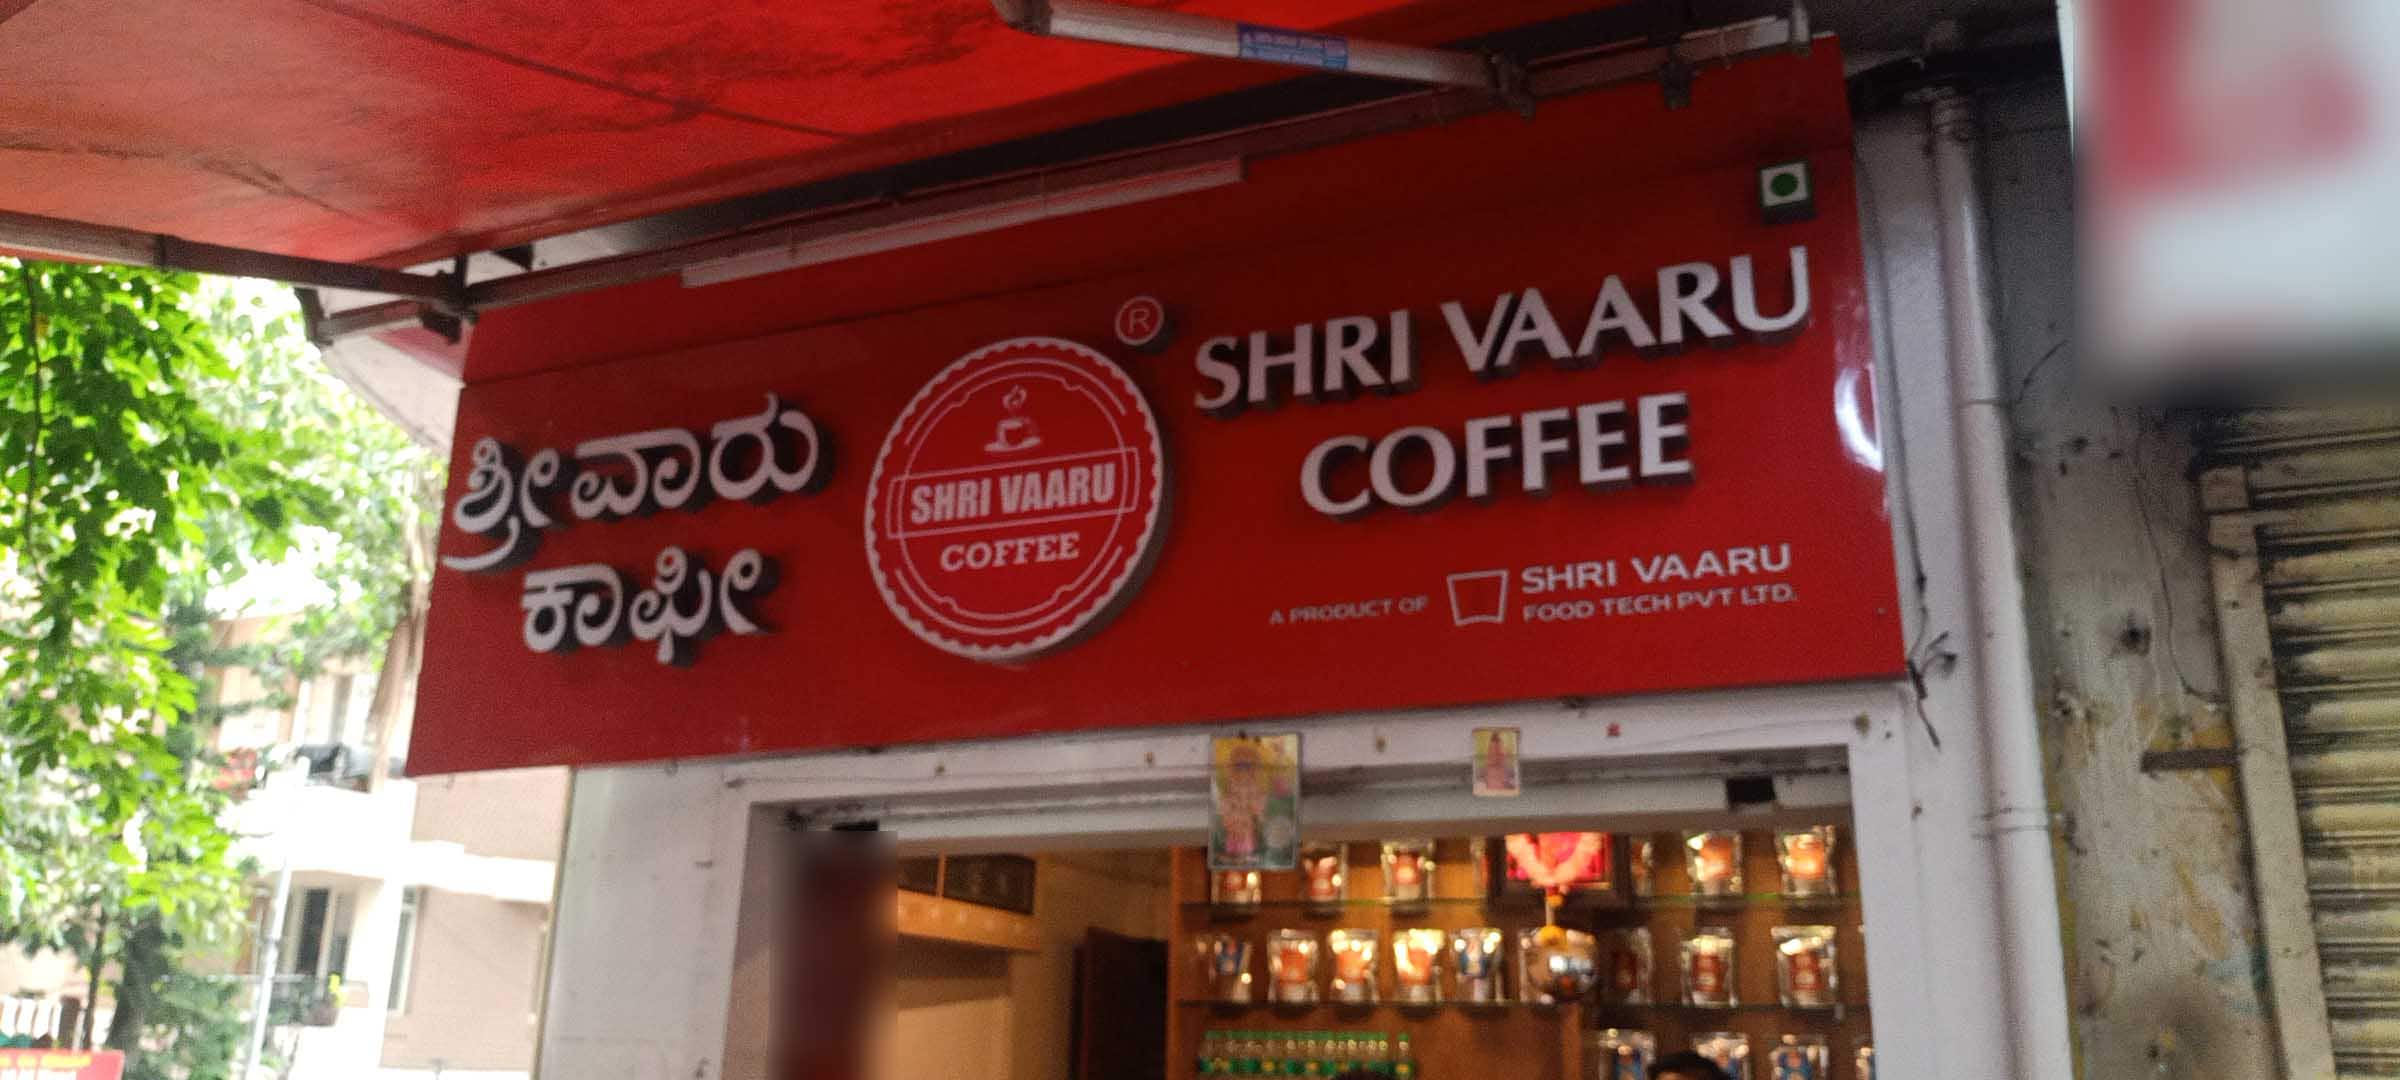 ಶ್ರೀವಾರು
ಕಾಫೀ
SHRI VAARU
COFFEE
®
SHRI VAARU
COFFEE
A PRODUCT OF
SHRI VAARU
FOOD TECH PVT LTD.